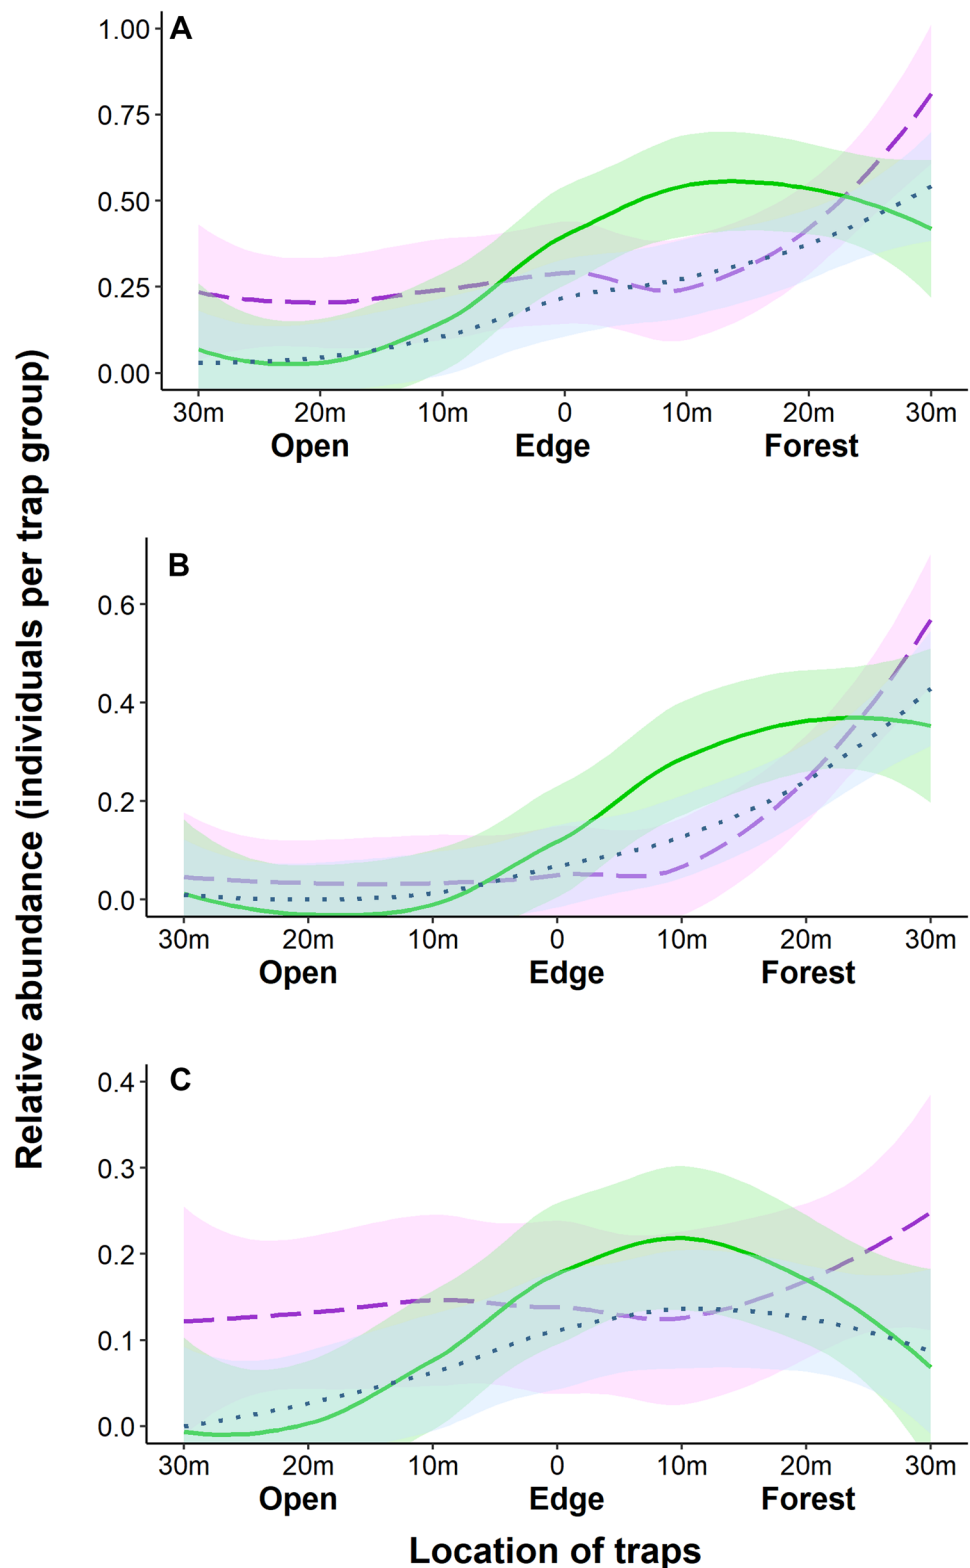 Relative abundance (individuals per trap group)
A
1.00
0.75
0.50
0.25
0.00
30m 20m 10m 0 10m 20m 30m
Open Edge Forest
B
0.6
0.4
0.2
0.0
30m 20m 10m 0 10m 20m 30m
Open Edge Forest
C
0.4
0.3
0.2
0.1
0.0
30m 20m 10m 0 10m 20m 30m
Open Edge Forest
Location of traps